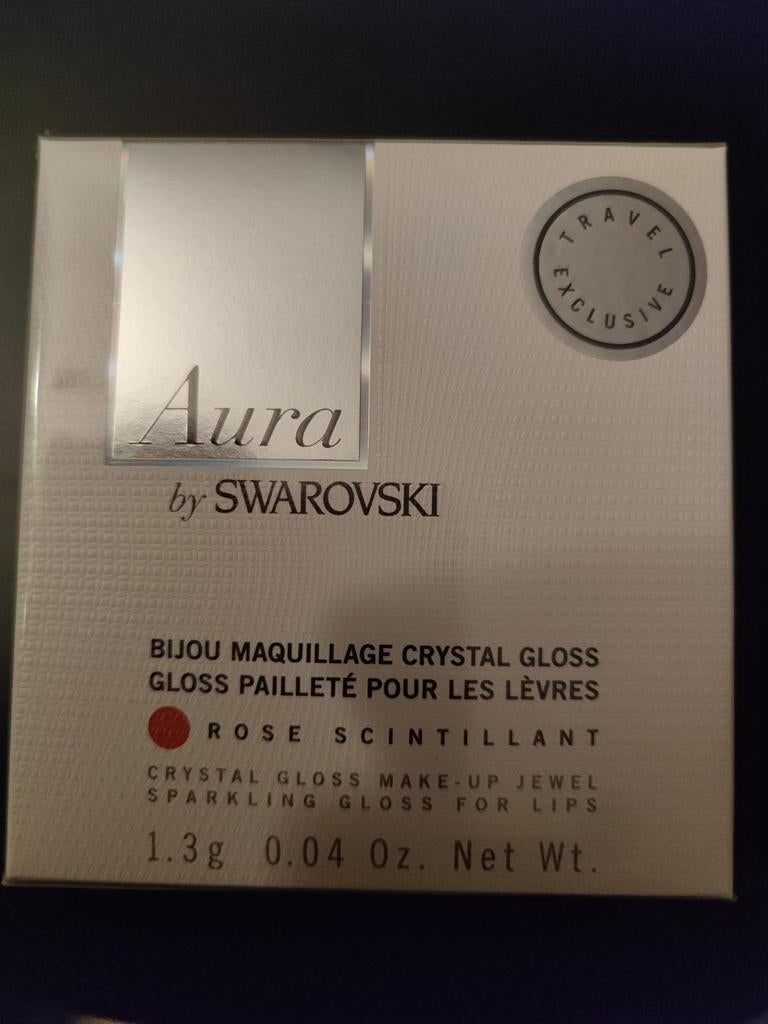 TRAVEL
EXCLUSIVE
Aura
by SWAROVSKI
BIJOU MAQUILLAGE CRYSTAL GLOSS
GLOSS PAILLETÉ POUR LES LÈVRES
ROSE SCINTILLANT
CRYSTAL GLOSS MAKE-UP JEWEL
SPARKLING GLOSS FOR LIPS
1.3g 0.04 Oz. Net Wt.